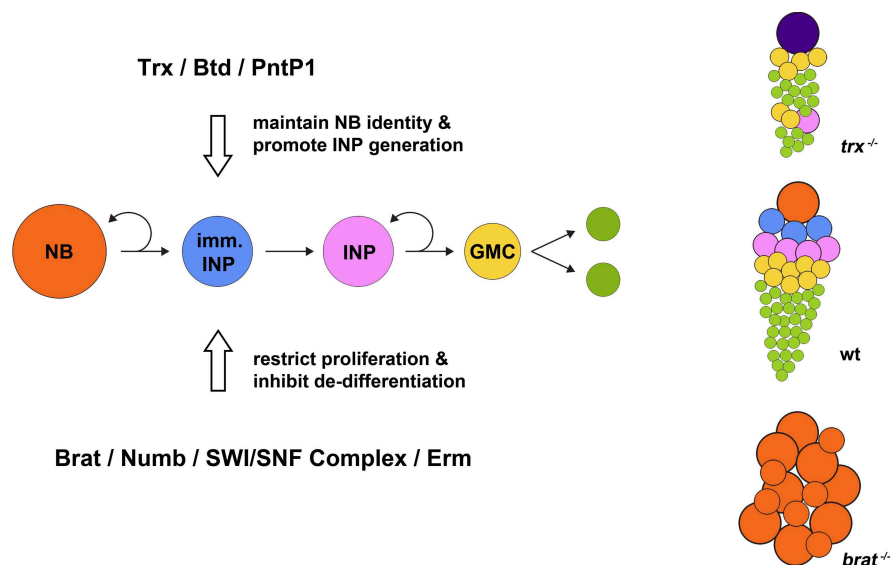 Trx / Btd / PntP1
maintain NB identity &
promote INP generation
trx -/-
NB
imm.
INP
INP
GMC
wt
restrict proliferation &
inhibit de-differentiation
Brat / Numb / SWI/SNF Complex / Erm
brat -/-